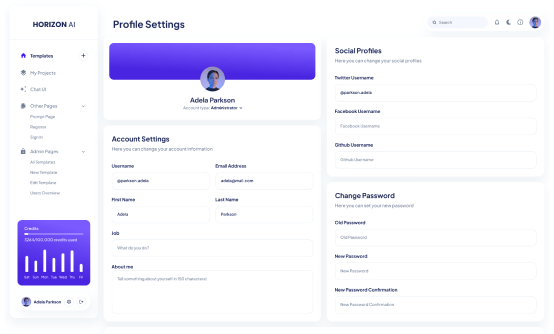 HORIZON AI
Templates
My Projects
Chat UI
Other Pages
Prompt Page
Register
Sign In
Admin Pages
All Templates
New Template
Edit Template
Users Overview
Credits
$264/100,000 credits used
Sat Sun Mon Tue Wed Thu Fri
Adela Parkson
Profile Settings
Search
Adela Parkson
Account type: Administrator
Account Settings
Here you can change your account information
Username
Email Address
@parkson.adela
adela@mail.com
First Name
Last Name
Adela
Parkson
Job
What do you do?
About me
Tell something about yourself in 150 characters!
Social Profiles
Here you can change your social profiles
Twitter Username
@parkson.adela
Facebook Username
Facebook Username
Github Username
Github Username
Change Password
Here you can set your new password
Old Password
Old Password
New Password
New Password
New Password Confirmation
New Password Confirmation